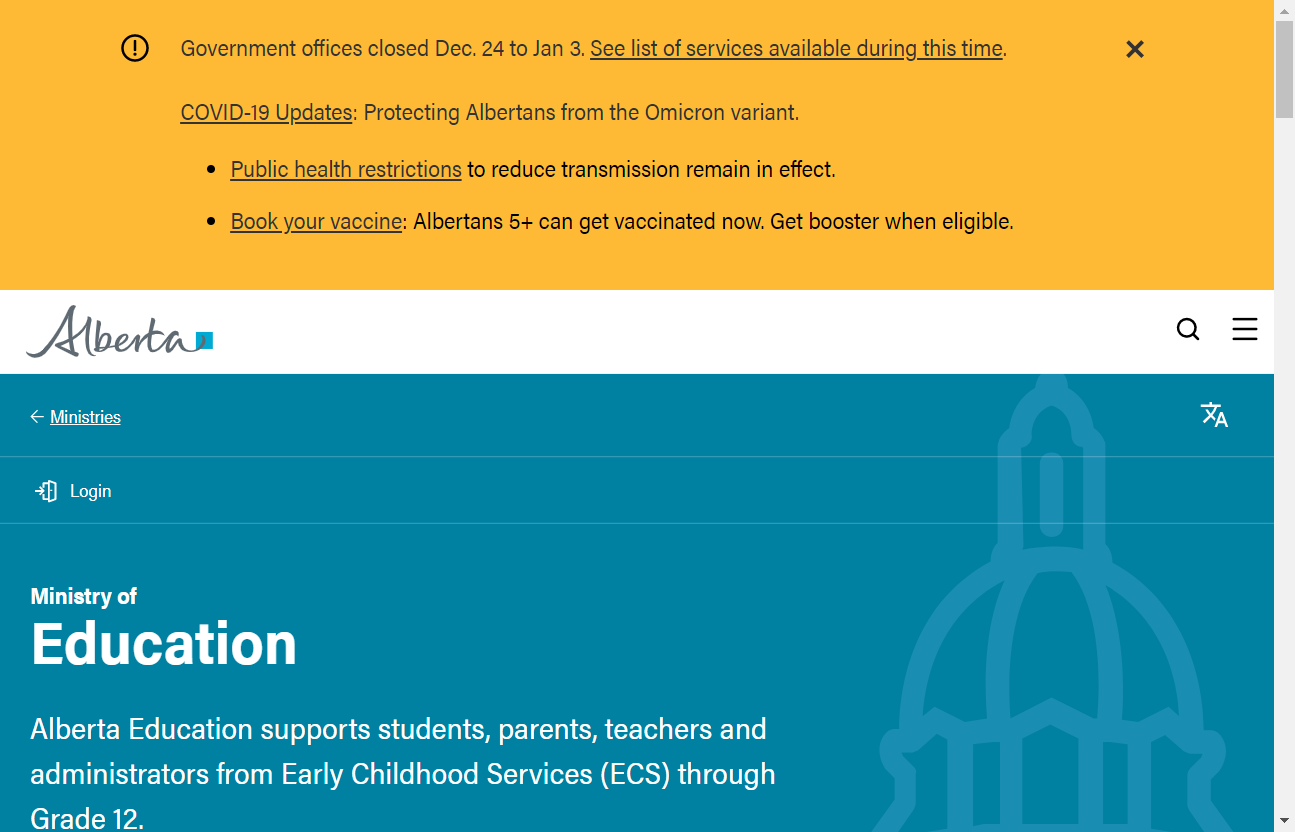 Government offices closed Dec. 24 to Jan 3. See list of services available during this time.
COVID-19 Updates: Protecting Albertans from the Omicron variant.
• Public health restrictions to reduce transmission remain in effect.
• Book your vaccine: Albertans 5+ can get vaccinated now. Get booster when eligible.
Alberta
Ministries
Login
Ministry of
Education
Alberta Education supports students, parents, teachers and
administrators from Early Childhood Services (ECS) through
Grade 12.